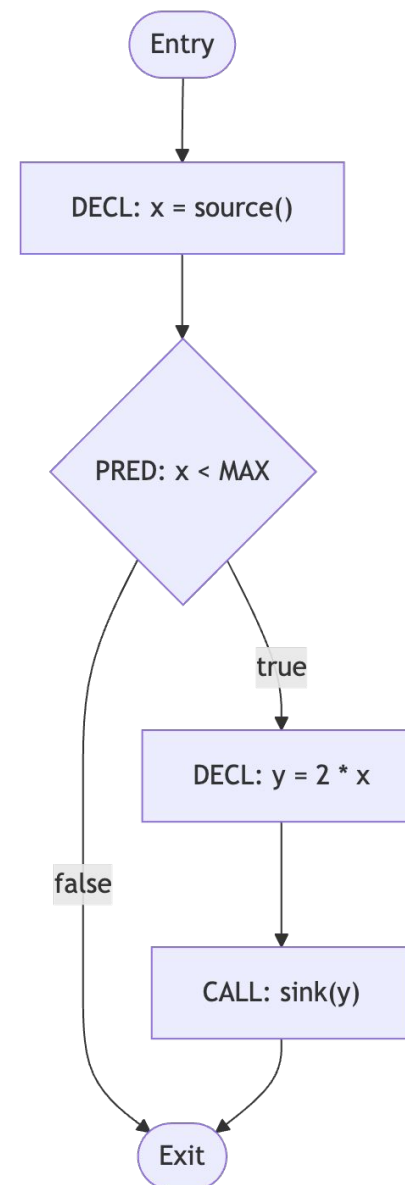 Entry
DECL: x = source()
PRED: x < MAX
true
DECL: y = 2 * x
false
CALL: sink(y)
Exit